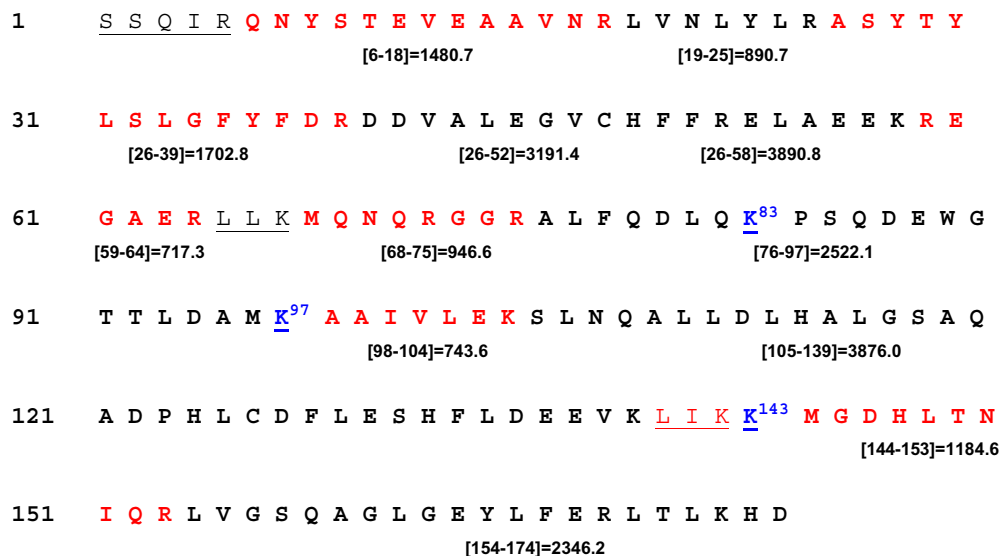 1 S S Q I R Q N Y S T E V E A A V N R L V N L Y L R A S Y T Y
[6-18]=1480.7 [19-25]=890.7
31 L S L G F Y F D R D D V A L E G V C H F F R E L A E E K R E
[26-39]=1702.8 [26-52]=3191.4 [26-58]=3890.8
61 G A E R L L K M Q N Q R G G R A L F Q D L Q K83 P S Q D E W G
[59-64]=717.3 [68-75]=946.6 [76-97]=2522.1
91 T T L D A M K97 A A I V L E K S L N Q A L L D L H A L G S A Q
[98-104]=743.6 [105-139]=3876.0
121 A D P H L C D F L E S H F L D E E V K L I K K143 M G D H L T N
[144-153]=1184.6
151 I Q R L V G S Q A G L G E Y L F E R L T L K H D
[154-174]=2346.2